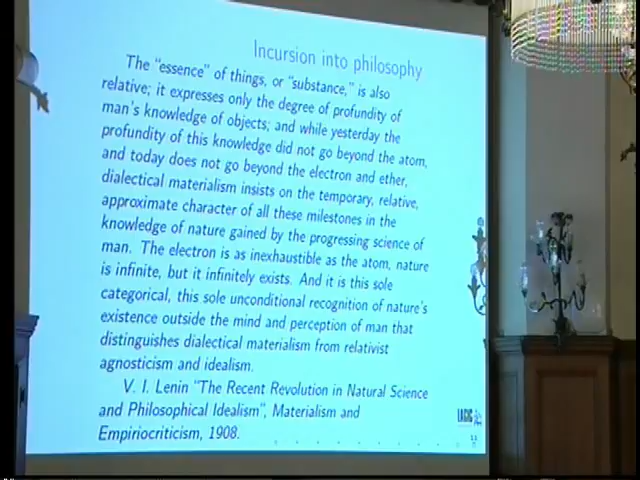 Incursion into philosophy
The "essence" of things, or "substance," is also
relative; it expresses only the degree of profundity of
man's knowledge of objects; and while yesterday the
profundity of this knowledge did not go beyond the atom,
and today does not go beyond the electron and ether,
dialectical materialism insists on the temporary, relative,
approximate character of all these milestones in the
knowledge of nature gained by the progressing science of
man. The electron is as inexhaustible as the atom, nature
is infinite, but it infinitely exists. And it is this sole
categorical, this sole unconditional recognition of nature's
existence outside the mind and perception of man that
distinguishes dialectical materialism from relativist
agnosticism and idealism.
V. I. Lenin "The Recent Revolution in Natural Science
and Philosophical Idealism", Materialism and
Empiriocriticism, 1908.
LABIC